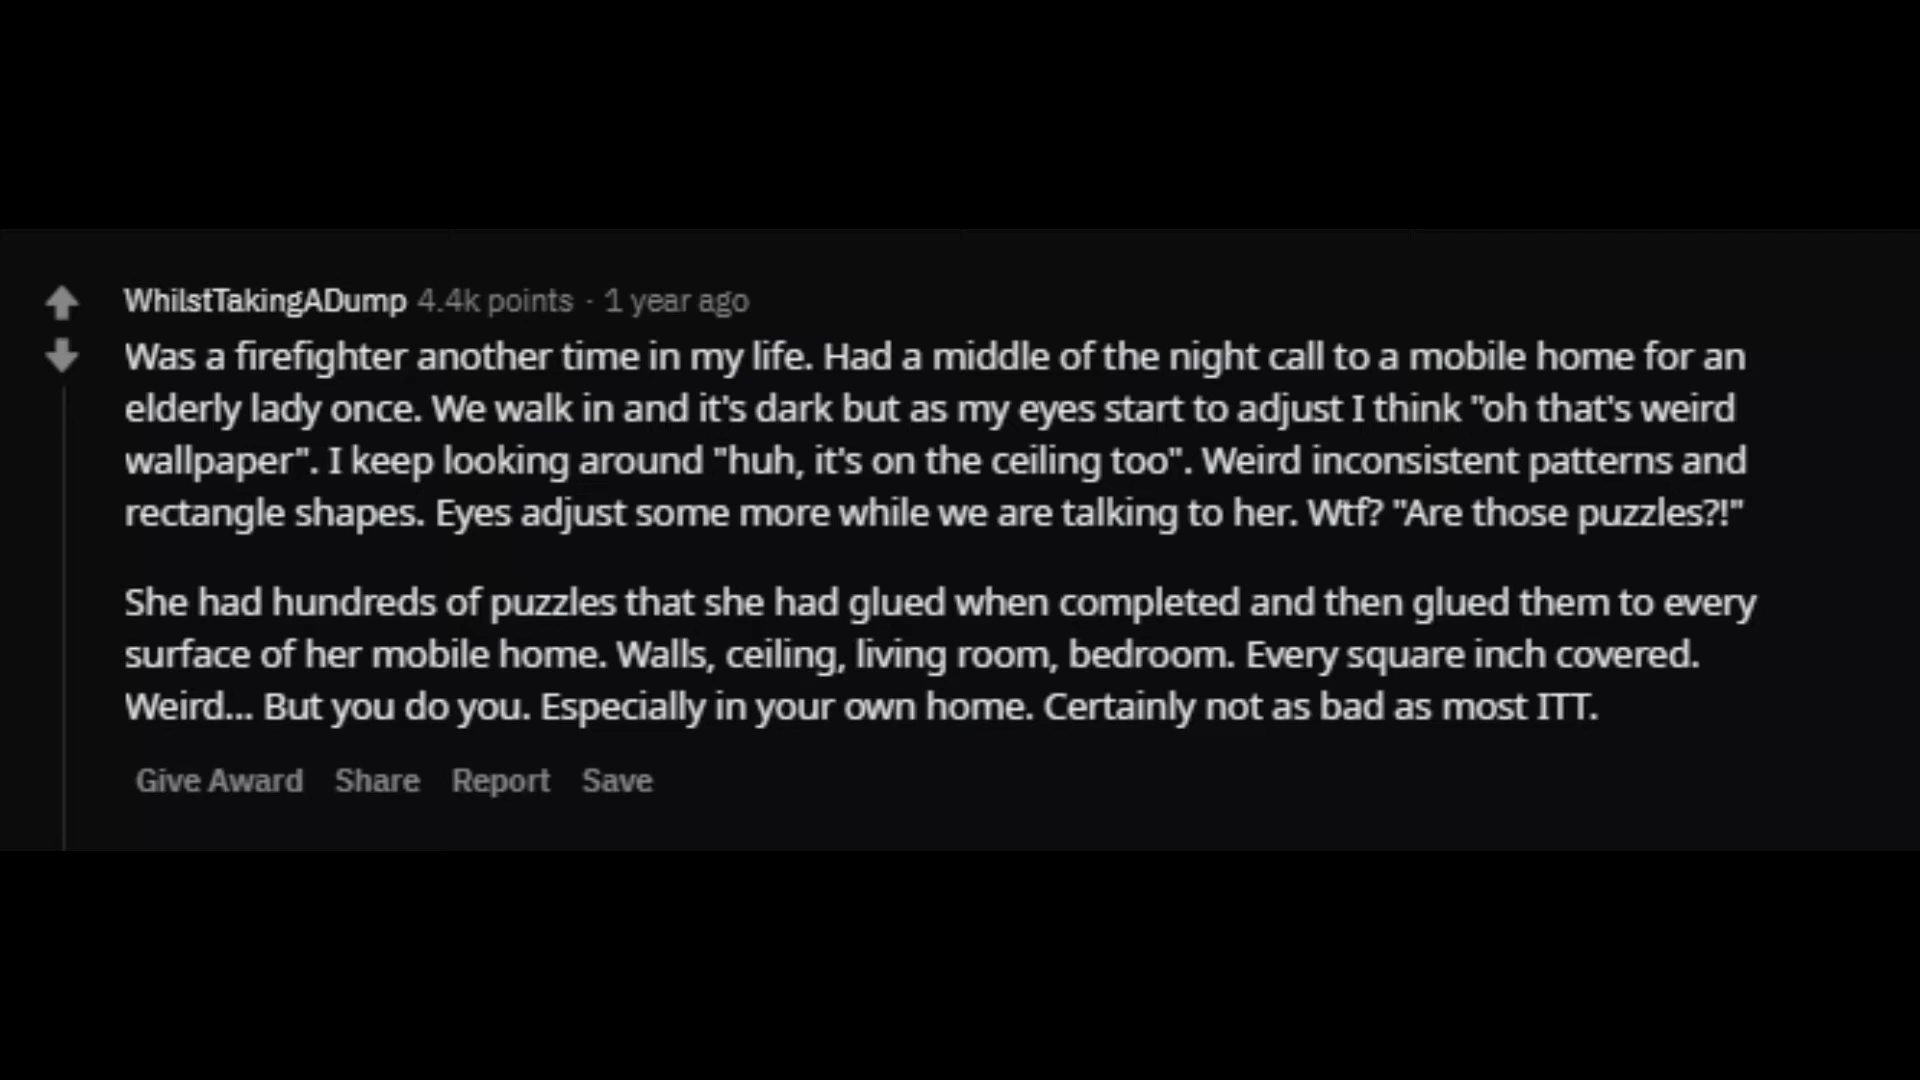 WhilstTakingADump 4.4k points · 1 year ago
Was a firefighter another time in my life. Had a middle of the night call to a mobile home for an
elderly lady once. We walk in and it's dark but as my eyes start to adjust I think "oh that's weird
wallpaper". I keep looking around "huh, it's on the ceiling too". Weird inconsistent patterns and
rectangle shapes. Eyes adjust some more while we are talking to her. Wtf? "Are those puzzles?!"
She had hundreds of puzzles that she had glued when completed and then glued them to every
surface of her mobile home. Walls, ceiling, living room, bedroom. Every square inch covered.
Weird... But you do you. Especially in your own home. Certainly not as bad as most ITT.
Give Award Share Report Save